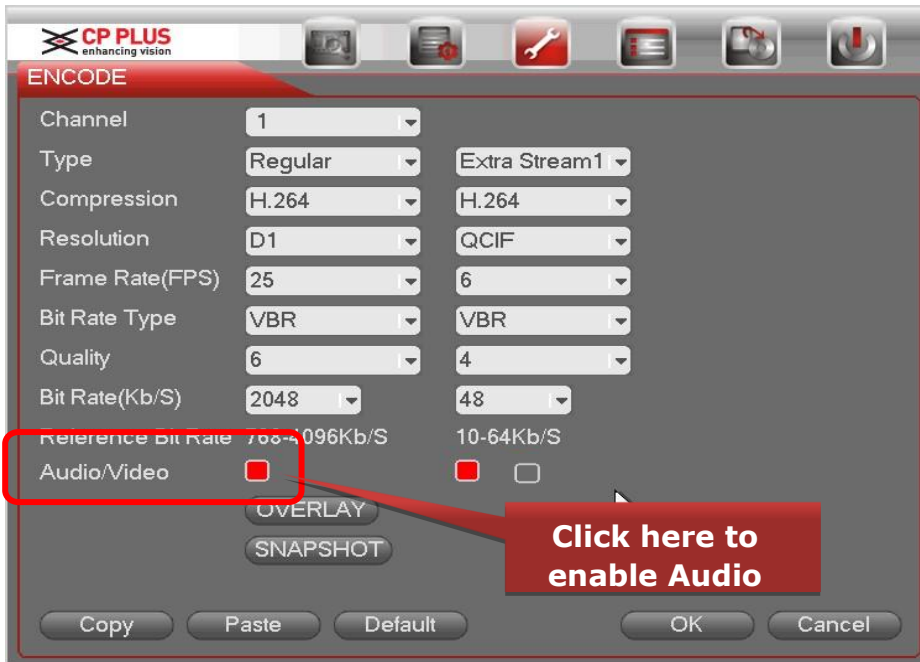 CP PLUS
enhancing vision
ENCODE
Channel 1
Type Regular Extra Stream1
Compression H.264 H.264
Resolution D1 QCIF
Frame Rate(FPS) 25 6
Bit Rate Type VBR VBR
Quality 6 4
Bit Rate(Kb/S) 2048 48
Reference Bit Rate 768-4096Kb/S 10-64Kb/S
Audio/Video
OVERLAY
SNAPSHOT
Click here to
enable Audio
Copy Paste Default OK Cancel